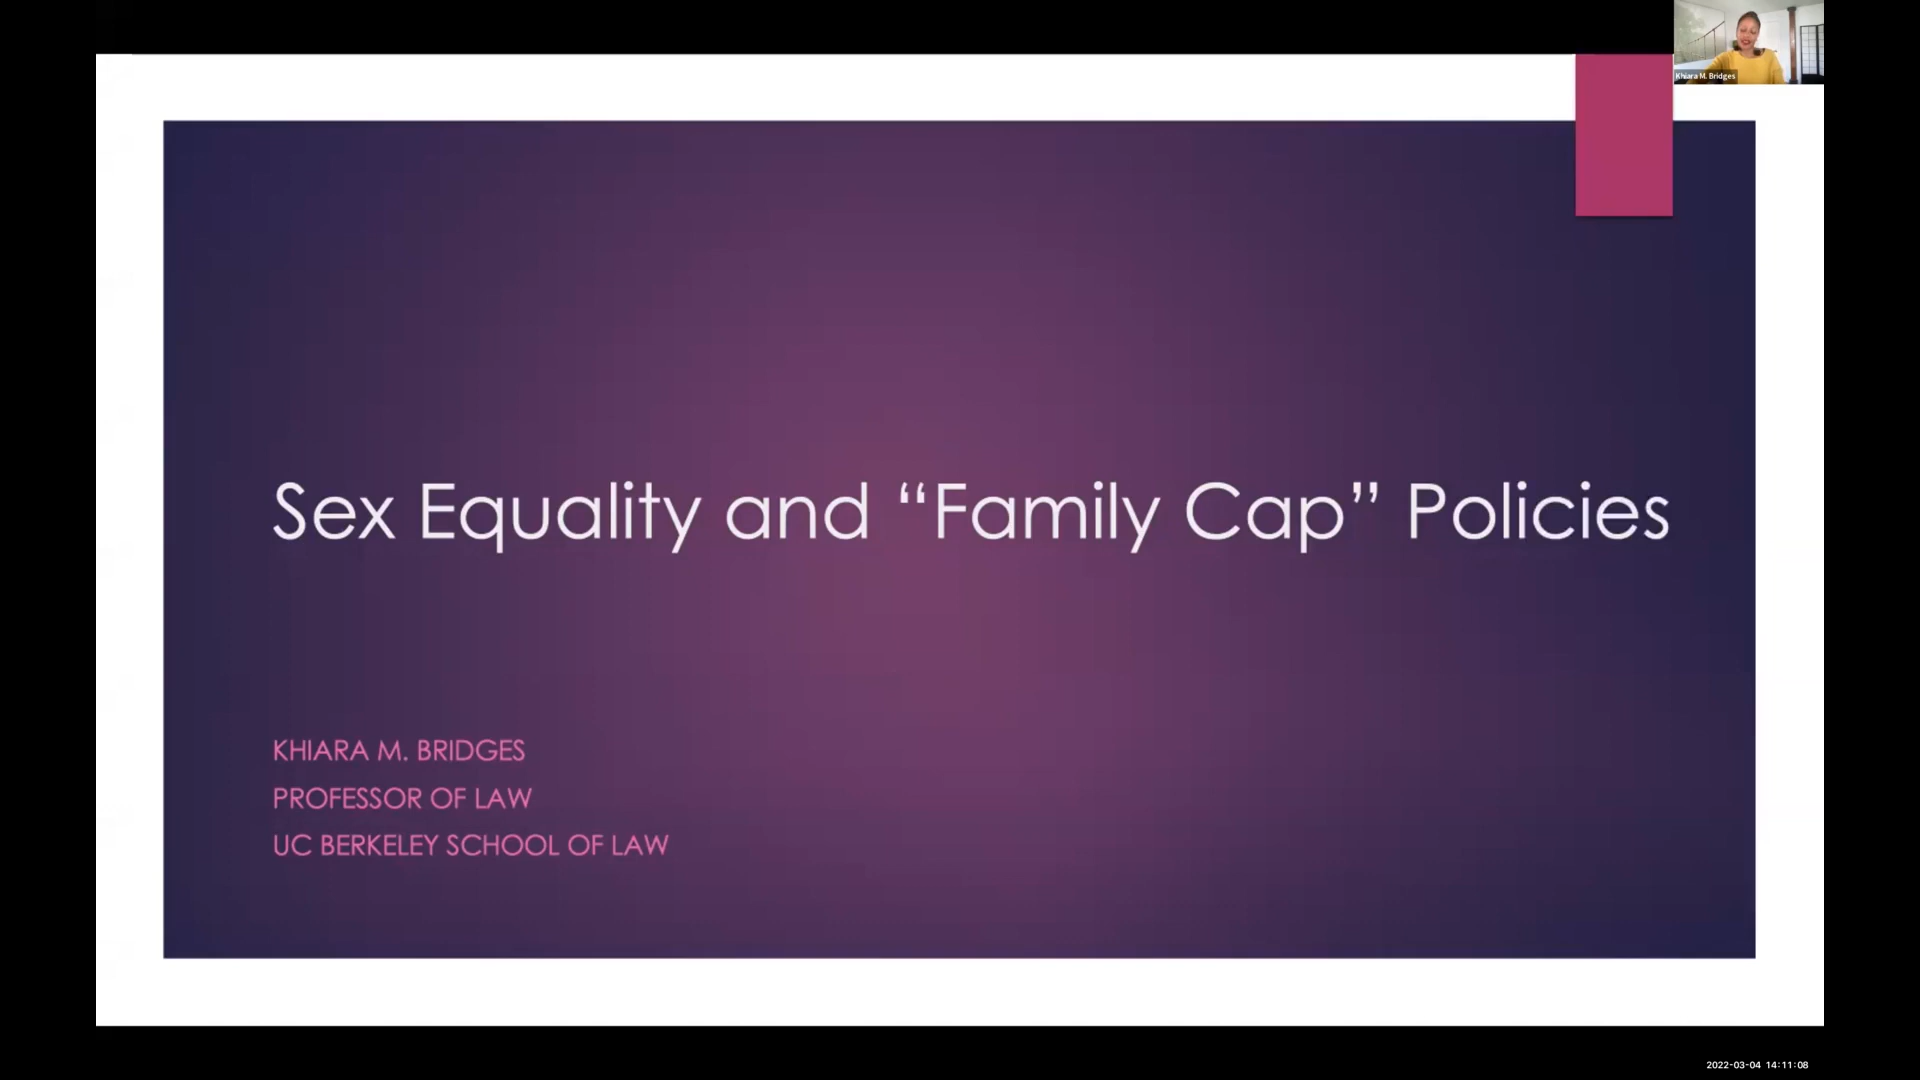 Khiara M. Bridges
Sex Equality and “Family Cap” Policies
KHIARA M. BRIDGES
PROFESSOR OF LAW
UC BERKELEY SCHOOL OF LAW
2022-03-04 14:11:08